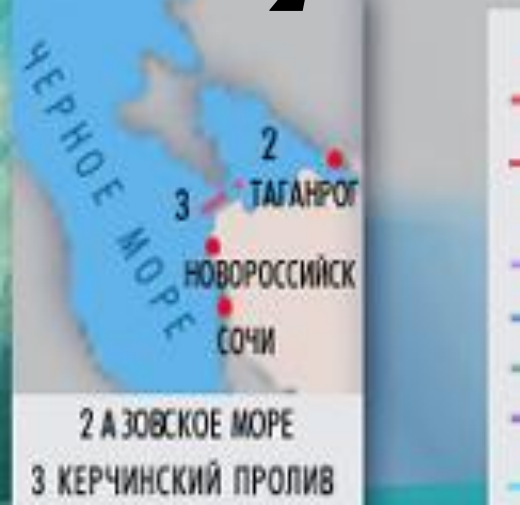 ЧЕРНОЕ МОРЕ
2
3
ТАГАНРОГ
НОВОРОССИЙСК
СОЧИ
2 АЗОВСКОЕ МОРЕ
3 КЕРЧИНСКИЙ ПРОЛИВ